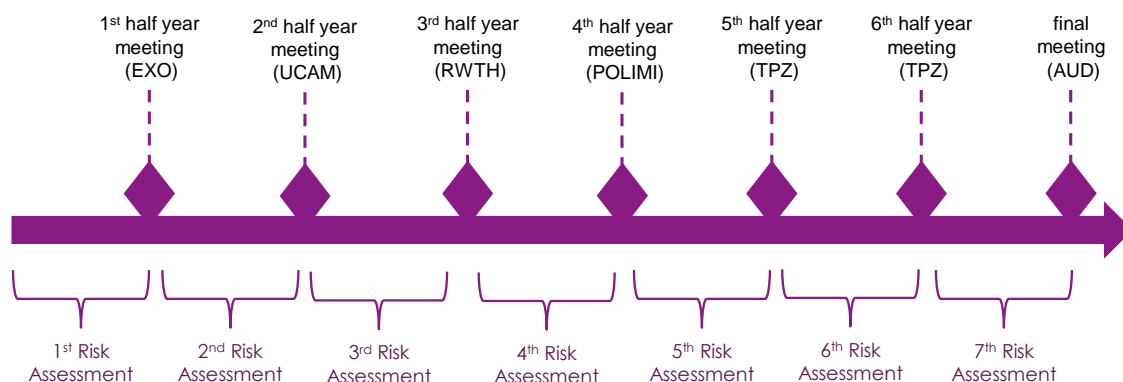 1st half year
meeting
(EXO)
2nd half year
meeting
(UCAM)
3rd half year
meeting
(RWTH)
4th half year
meeting
(POLIMI)
5th half year
meeting
(TPZ)
6th half year
meeting
(TPZ)
final
meeting
(AUD)
1st Risk
Assessment
2nd Risk
Assessment
3rd Risk
Assessment
4th Risk
Assessment
5th Risk
Assessment
6th Risk
Assessment
7th Risk
Assessment